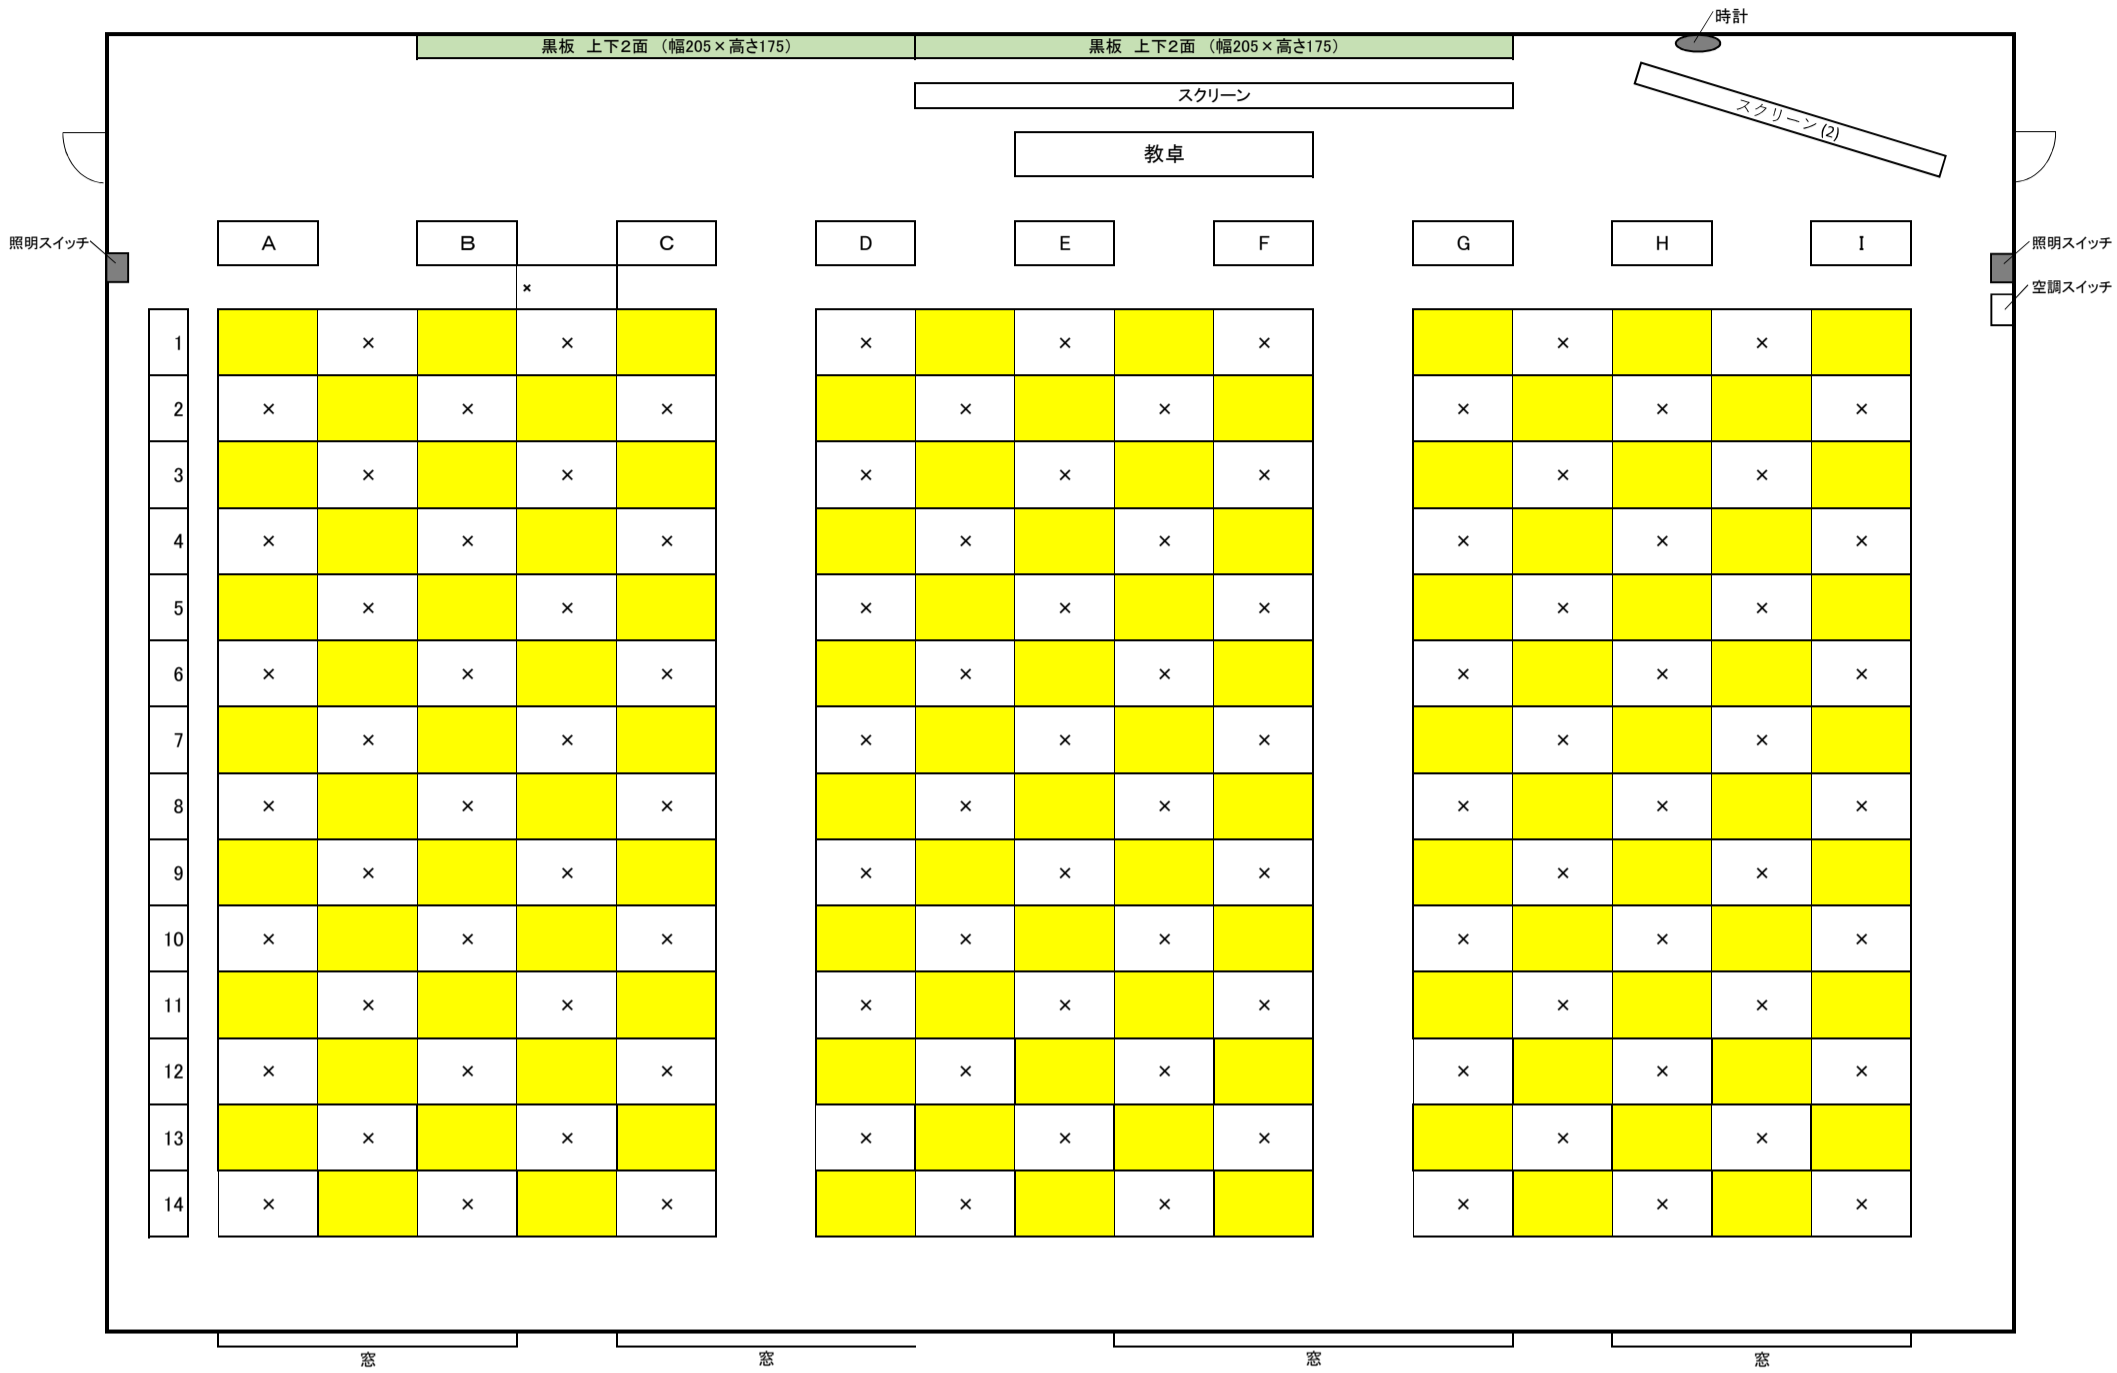 時計
黒板　上下2面　(幅205×高さ175)
黒板　上下2面　(幅205×高さ175)
スクリーン
スクリーン(2)
教卓
照明スイッチ
A B C D E F G H I
照明スイッチ
×
空調スイッチ
1 × × × × × × ×
2 × × × × × × × ×
3 × × × × × × ×
4 × × × × × × × ×
5 × × × × × × ×
6 × × × × × × × ×
7 × × × × × × ×
8 × × × × × × × ×
9 × × × × × × ×
10 × × × × × × × ×
11 × × × × × × ×
12 × × × × × × × ×
13 × × × × × × ×
14 × × × × × × × ×
窓 窓 窓 窓